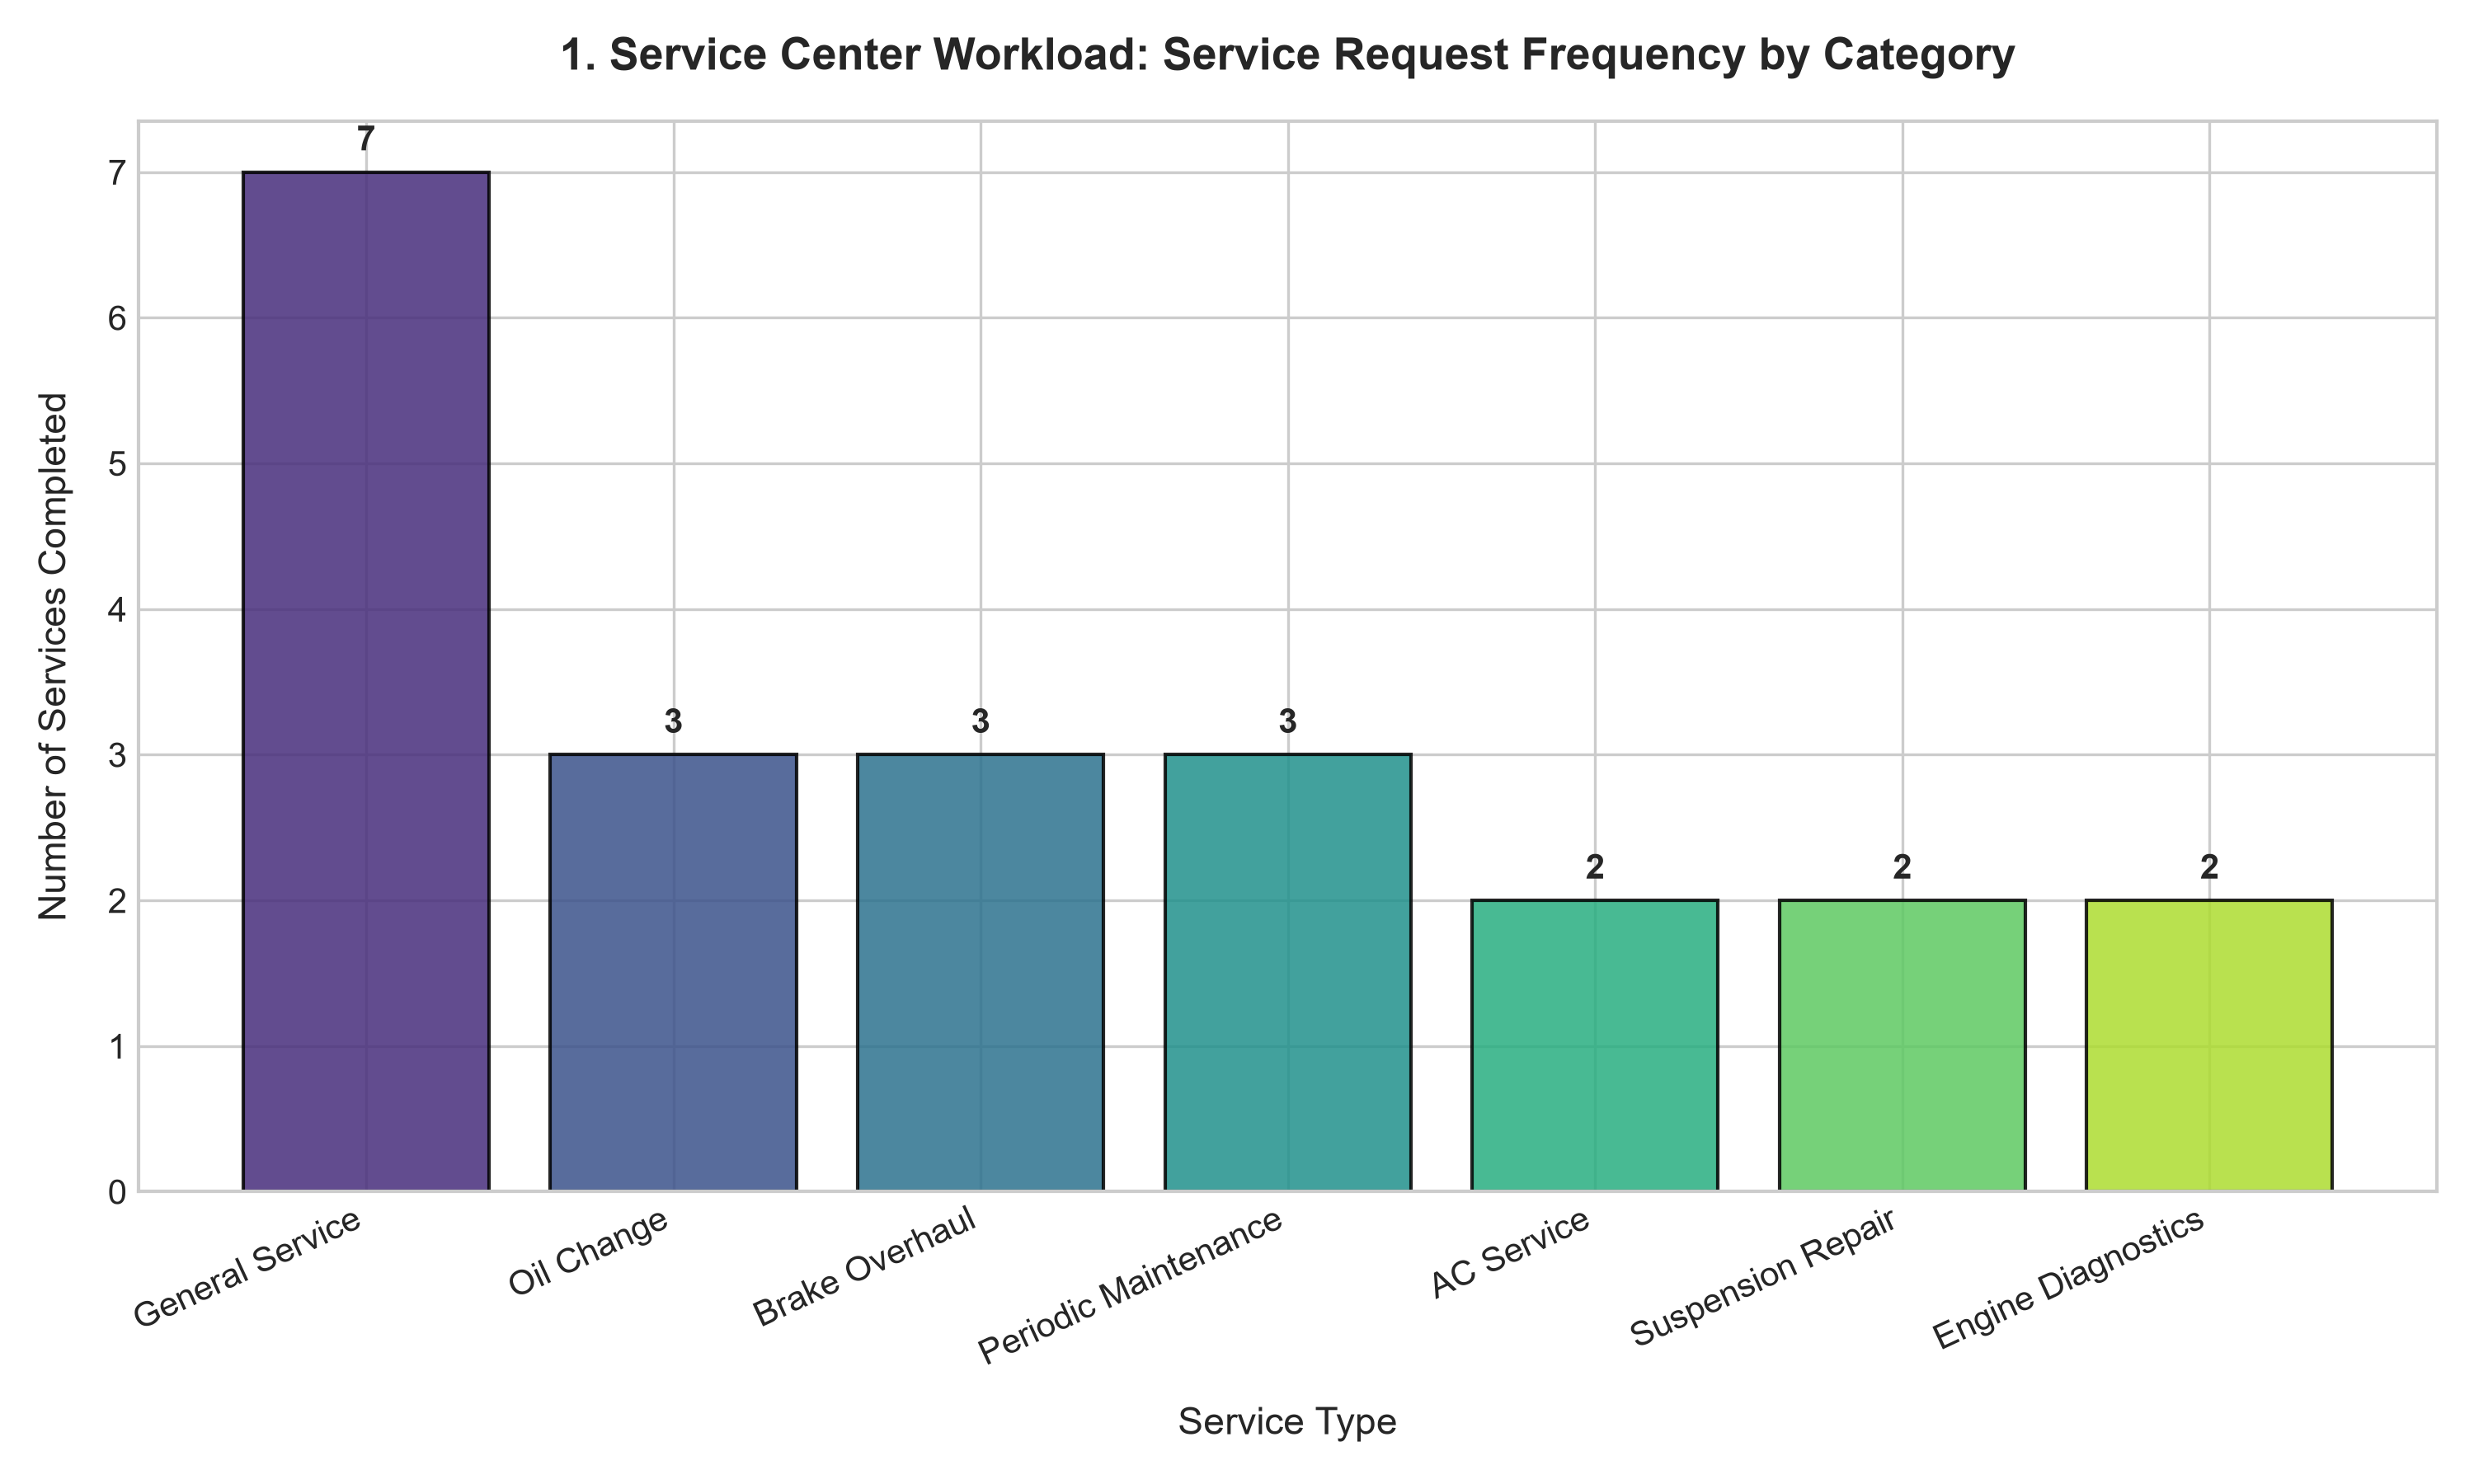 1. Service Center Workload: Service Request Frequency by Category
Number of Services Completed
7
6
5
4
3
2
1
0
7
3
3
3
2
2
2
General Service
Oil Change
Brake Overhaul
Periodic Maintenance
AC Service
Suspension Repair
Engine Diagnostics
Service Type